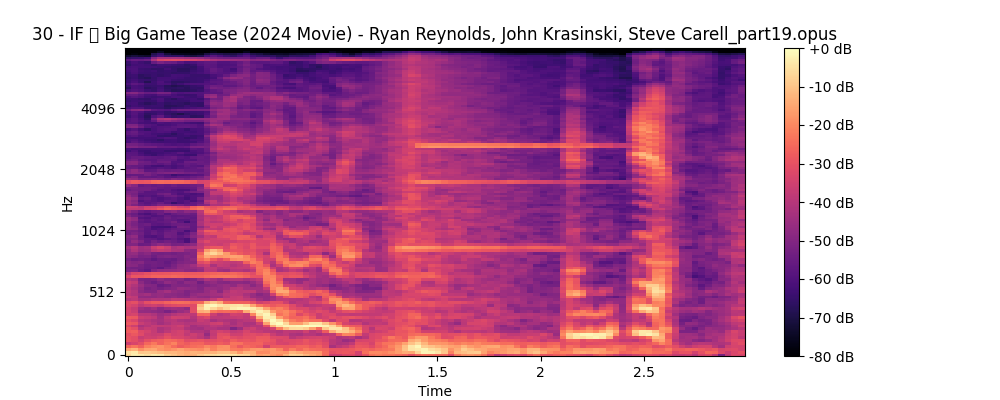 30 - IF Big Game Tease (2024 Movie) - Ryan Reynolds, John Krasinski, Steve Carell_part19.opus
+0 dB
-10 dB
-20 dB
-30 dB
-40 dB
-50 dB
-60 dB
-70 dB
-80 dB
4096
2048
1024
512
0
Hz
0
0.5
1
1.5
2
2.5
Time